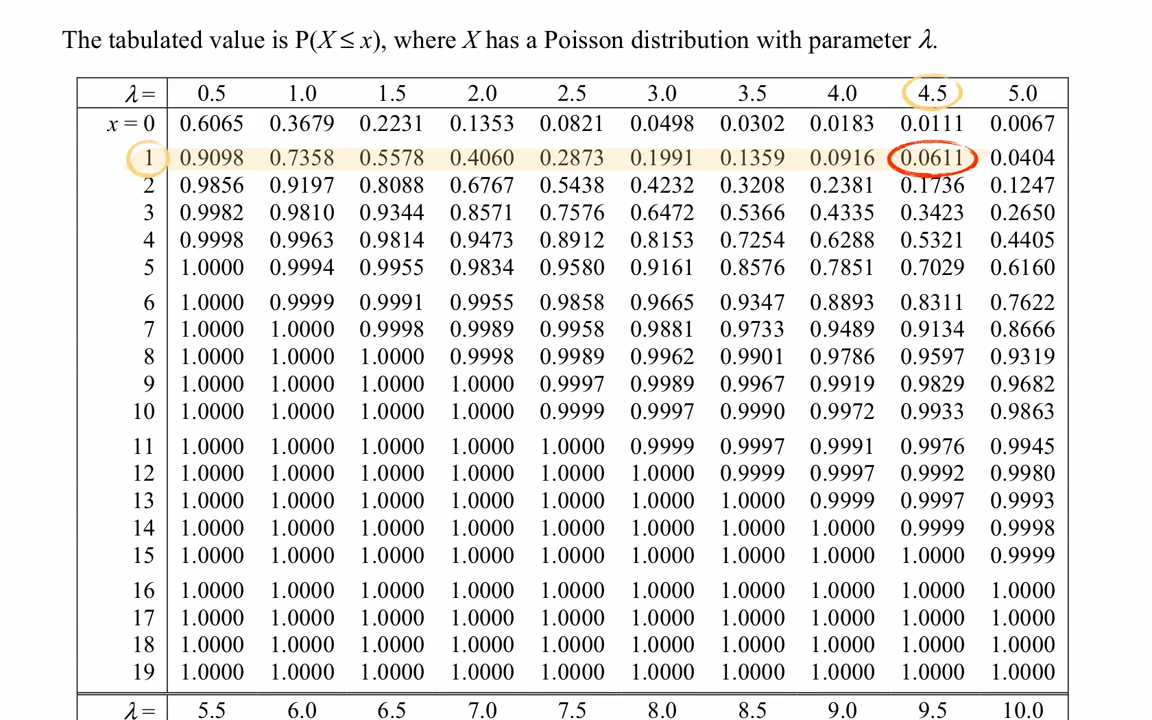 The tabulated value is P(X ≤ x), where X has a Poisson distribution with parameter λ.
λ = 0.5 1.0 1.5 2.0 2.5 3.0 3.5 4.0 4.5 5.0
x = 0 0.6065 0.3679 0.2231 0.1353 0.0821 0.0498 0.0302 0.0183 0.0111 0.0067
1 0.9098 0.7358 0.5578 0.4060 0.2873 0.1991 0.1359 0.0916 0.0611 0.0404
2 0.9856 0.9197 0.8088 0.6767 0.5438 0.4232 0.3208 0.2381 0.1736 0.1247
3 0.9982 0.9810 0.9344 0.8571 0.7576 0.6472 0.5366 0.4335 0.3423 0.2650
4 0.9998 0.9963 0.9814 0.9473 0.8912 0.8153 0.7254 0.6288 0.5321 0.4405
5 1.0000 0.9994 0.9955 0.9834 0.9580 0.9161 0.8576 0.7851 0.7029 0.6160
6 1.0000 0.9999 0.9991 0.9955 0.9858 0.9665 0.9347 0.8893 0.8311 0.7622
7 1.0000 1.0000 0.9998 0.9989 0.9958 0.9881 0.9733 0.9489 0.9134 0.8666
8 1.0000 1.0000 1.0000 0.9998 0.9989 0.9962 0.9901 0.9786 0.9597 0.9319
9 1.0000 1.0000 1.0000 1.0000 0.9997 0.9989 0.9967 0.9919 0.9829 0.9682
10 1.0000 1.0000 1.0000 1.0000 0.9999 0.9997 0.9990 0.9972 0.9933 0.9863
11 1.0000 1.0000 1.0000 1.0000 1.0000 0.9999 0.9997 0.9991 0.9976 0.9945
12 1.0000 1.0000 1.0000 1.0000 1.0000 1.0000 0.9999 0.9997 0.9992 0.9980
13 1.0000 1.0000 1.0000 1.0000 1.0000 1.0000 1.0000 0.9999 0.9997 0.9993
14 1.0000 1.0000 1.0000 1.0000 1.0000 1.0000 1.0000 1.0000 0.9999 0.9998
15 1.0000 1.0000 1.0000 1.0000 1.0000 1.0000 1.0000 1.0000 1.0000 0.9999
16 1.0000 1.0000 1.0000 1.0000 1.0000 1.0000 1.0000 1.0000 1.0000 1.0000
17 1.0000 1.0000 1.0000 1.0000 1.0000 1.0000 1.0000 1.0000 1.0000 1.0000
18 1.0000 1.0000 1.0000 1.0000 1.0000 1.0000 1.0000 1.0000 1.0000 1.0000
19 1.0000 1.0000 1.0000 1.0000 1.0000 1.0000 1.0000 1.0000 1.0000 1.0000
λ = 5.5 6.0 6.5 7.0 7.5 8.0 8.5 9.0 9.5 10.0